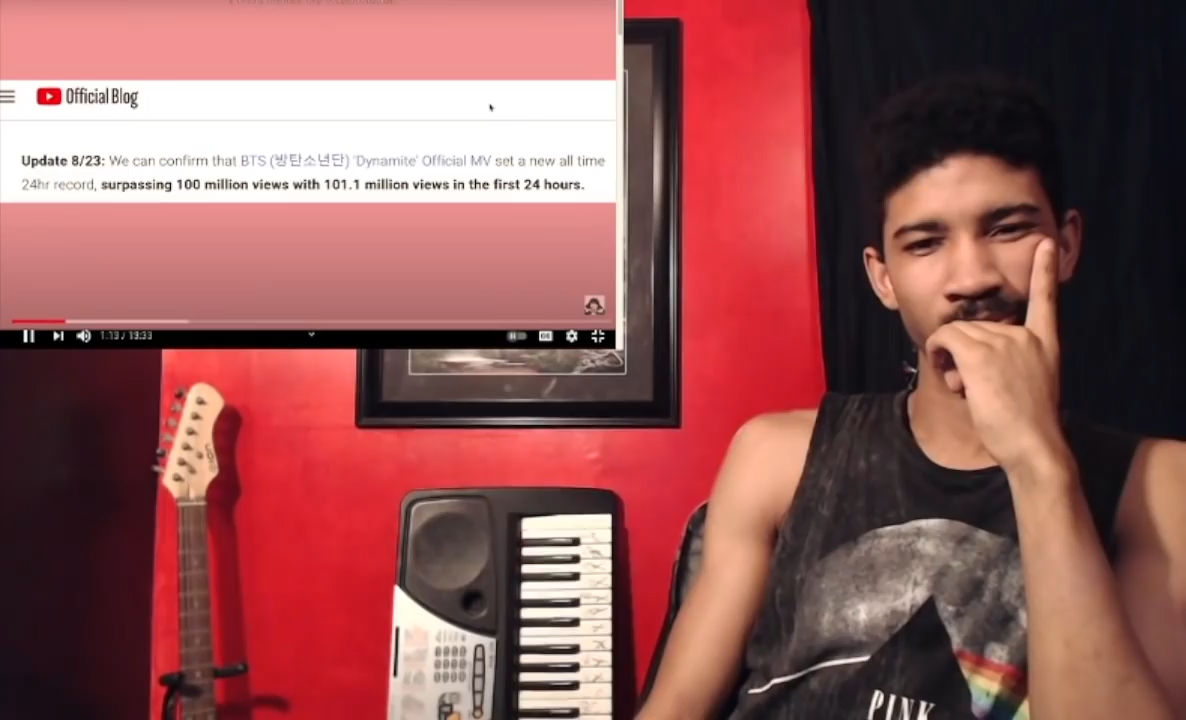 Official Blog
Update 8/23: We can confirm that BTS (방탄소년단) 'Dynamite' Official MV set a new all time
24hr record, surpassing 100 million views with 101.1 million views in the first 24 hours.
1:13 / 13:33
CC
PINK